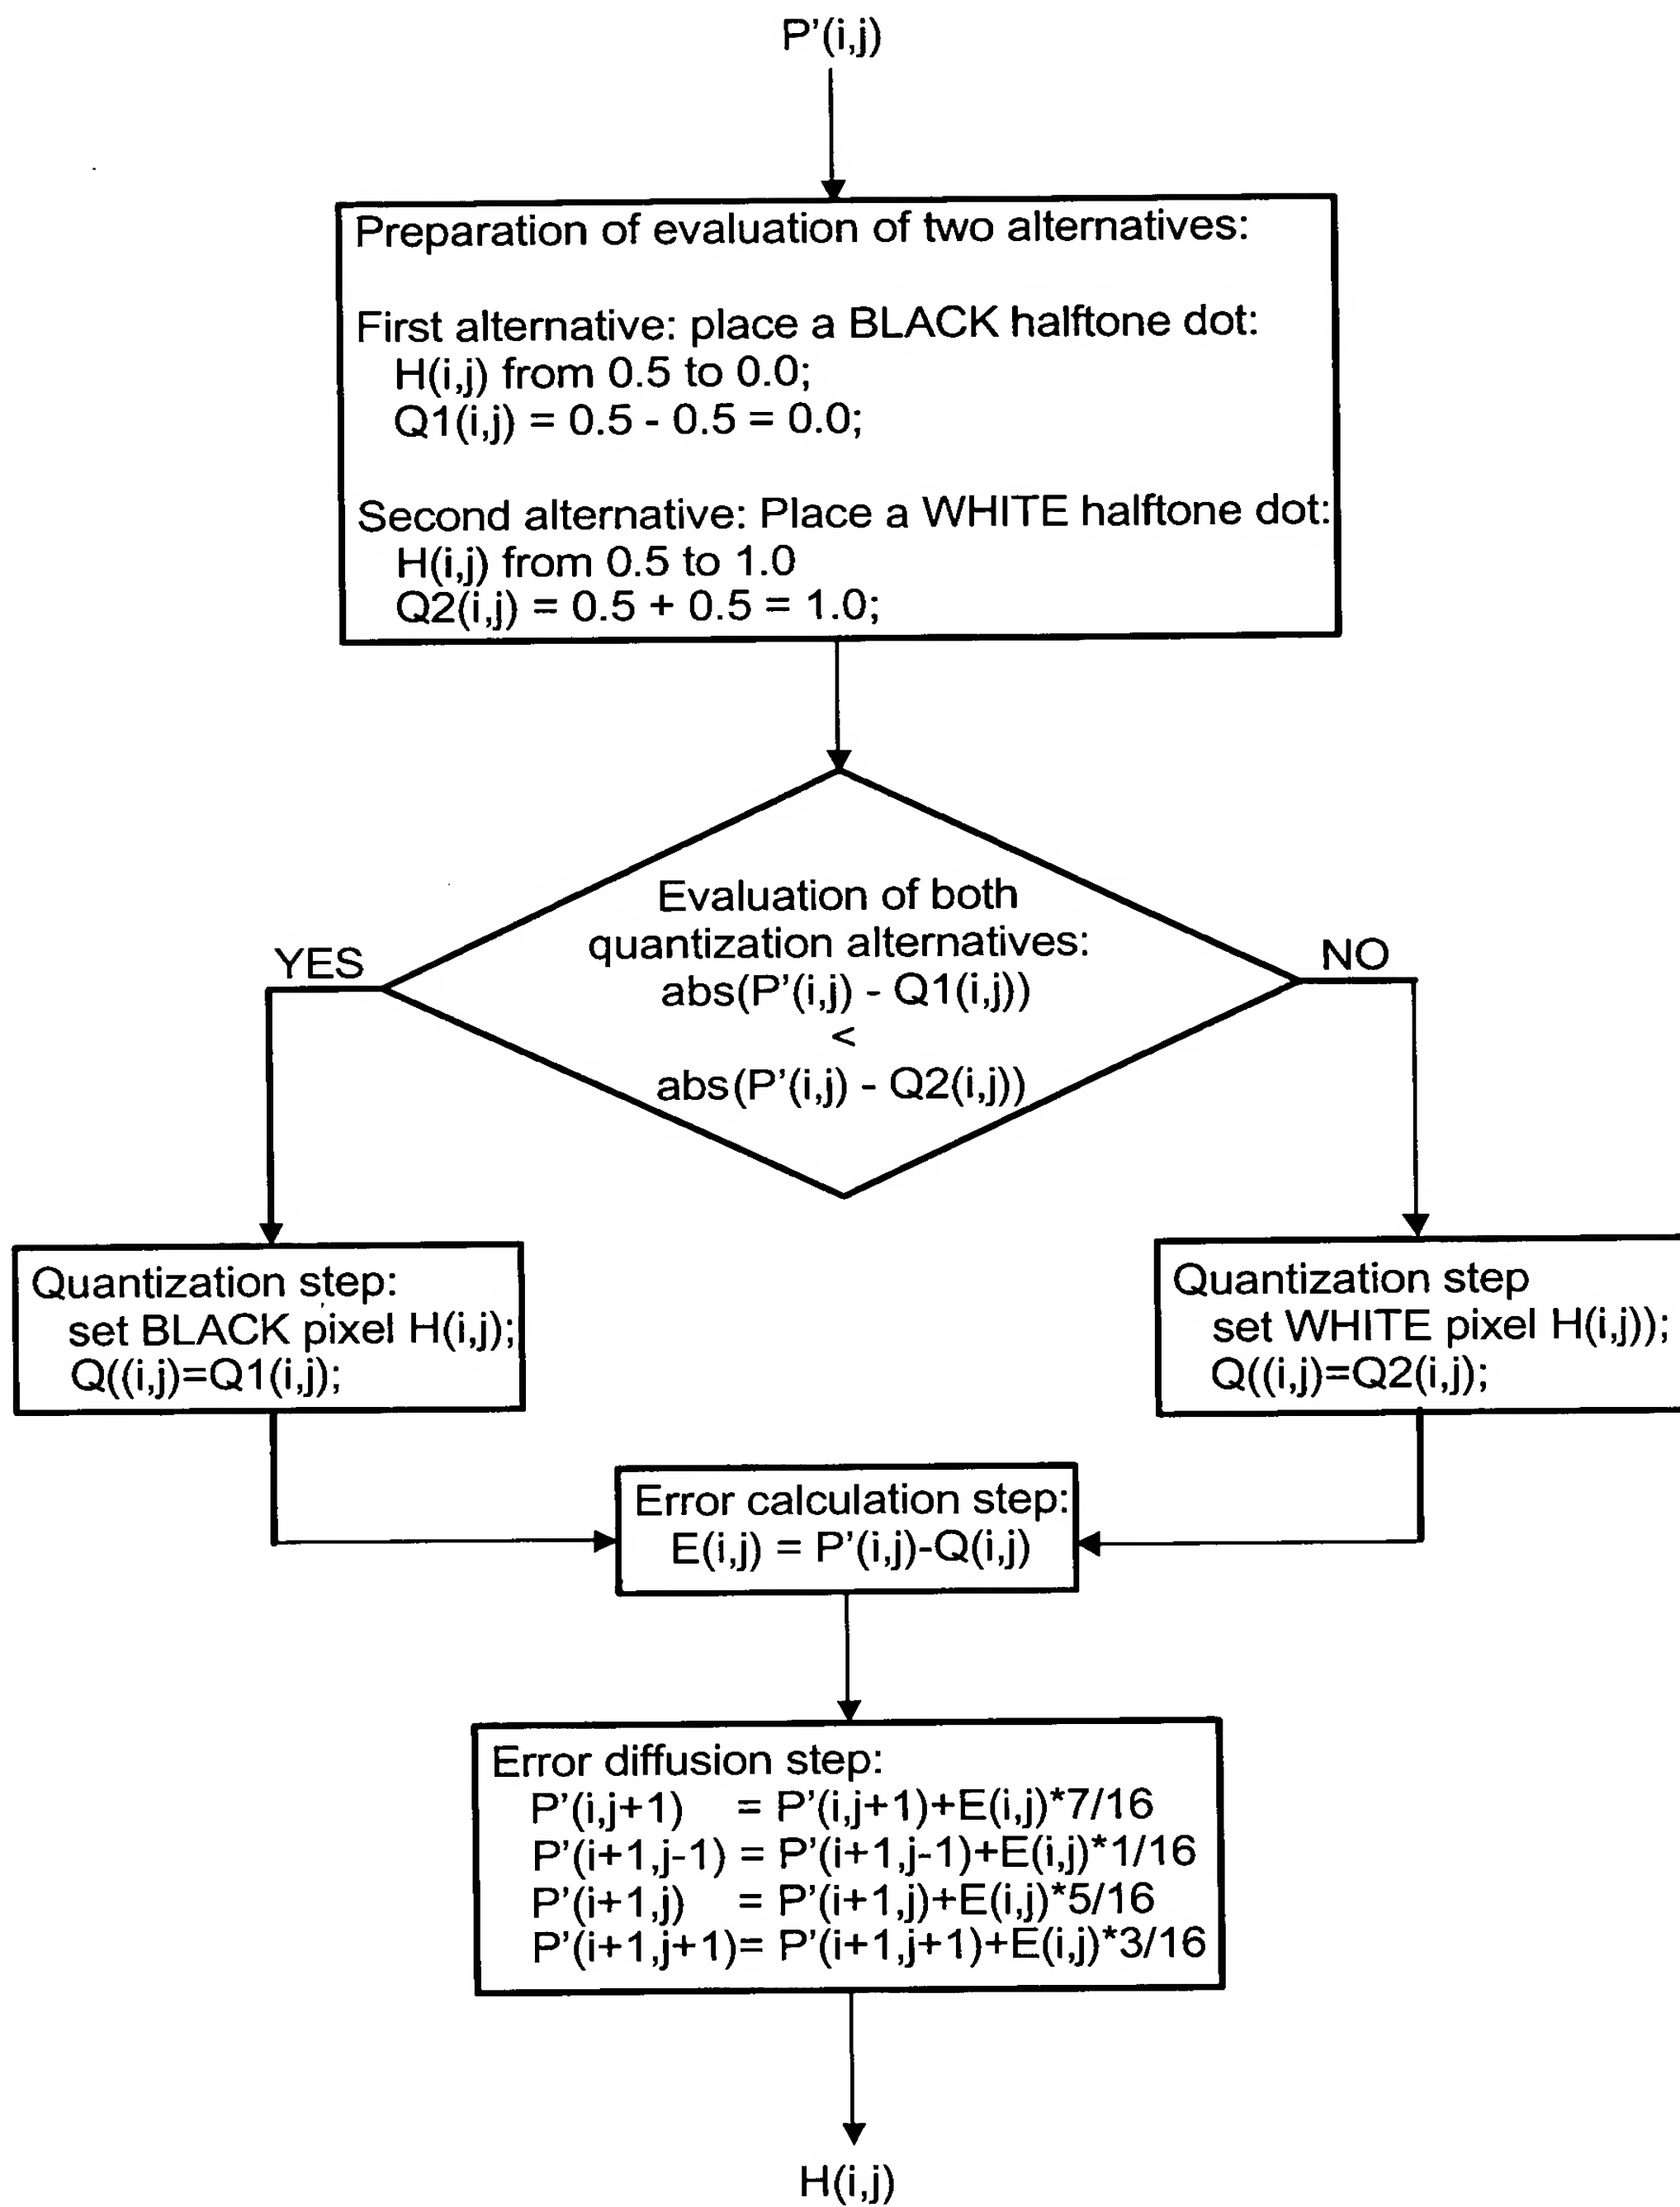 P'(i,j)
Preparation of evaluation of two alternatives:
First alternative: place a BLACK halftone dot:
H(i,j) from 0.5 to 0.0;
Q1(i,j) = 0.5 - 0.5 = 0.0;
Second alternative: Place a WHITE halftone dot:
H(i,j) from 0.5 to 1.0
Q2(i,j) = 0.5 + 0.5 = 1.0;
Evaluation of both
quantization alternatives:
abs(P'(i,j) - Q1(i,j))
<
abs(P'(i,j) - Q2(i,j))
YES
NO
Quantization step:
set BLACK pixel H(i,j);
Q((i,j)=Q1(i,j);
Quantization step
set WHITE pixel H(i,j));
Q((i,j)=Q2(i,j);
Error calculation step:
E(i,j) = P'(i,j)-Q(i,j)
Error diffusion step:
P'(i,j+1) = P'(i,j+1)+E(i,j)*7/16
P'(i+1,j-1) = P'(i+1,j-1)+E(i,j)*1/16
P'(i+1,j) = P'(i+1,j)+E(i,j)*5/16
P'(i+1,j+1)= P'(i+1,j+1)+E(i,j)*3/16
H(i,j)